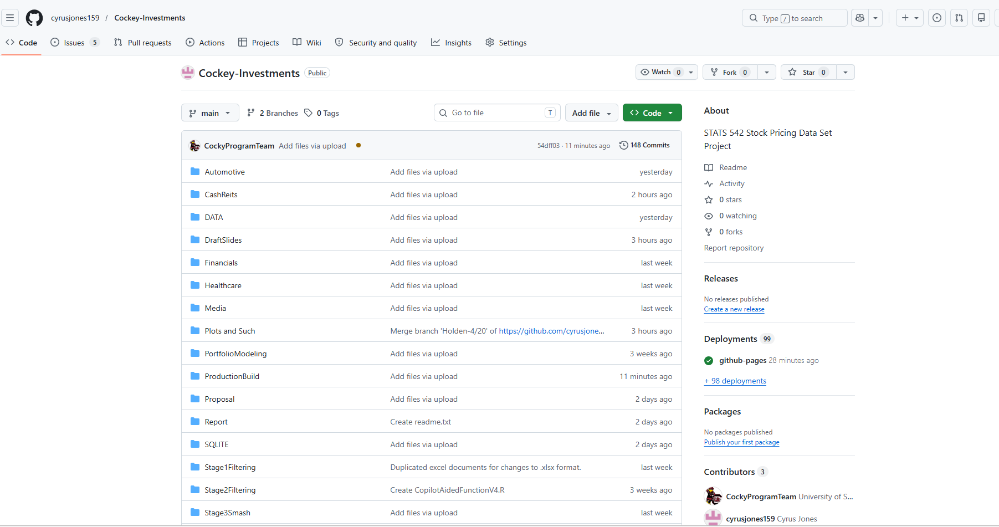 cyrusjones159 / Cockey-Investments
Type / to search
Code
Issues 5
Pull requests
Actions
Projects
Wiki
Security and quality
Insights
Settings
Cockey-Investments Public
Watch 0
Fork 0
Star 0
main
2 Branches
0 Tags
Go to file T
Add file
Code
CockyProgramTeam Add files via upload
54dff03 · 11 minutes ago
148 Commits
Automotive Add files via upload yesterday
CashReits Add files via upload 2 hours ago
DATA Add files via upload yesterday
DraftSlides Add files via upload 3 hours ago
Financials Add files via upload last week
Healthcare Add files via upload last week
Media Add files via upload last week
Plots and Such Merge branch 'Holden-4/20' of https://github.com/cyrusjone... 3 hours ago
PortfolioModeling Add files via upload 3 weeks ago
ProductionBuild Add files via upload 11 minutes ago
Proposal Add files via upload 2 days ago
Report Create readme.txt 2 days ago
SQLITE Add files via upload 2 days ago
Stage1Filtering Duplicated excel documents for changes to .xlsx format. last week
Stage2Filtering Create CopilotAidedFunctionV4.R 3 weeks ago
Stage3Smash Add files via upload last week
About
STATS 542 Stock Pricing Data Set
Project
Readme
Activity
0 stars
0 watching
0 forks
Report repository
Releases
No releases published
Create a new release
Deployments 99
github-pages 28 minutes ago
+ 98 deployments
Packages
No packages published
Publish your first package
Contributors 3
CockyProgramTeam University of S...
cyrusjones159 Cyrus Jones